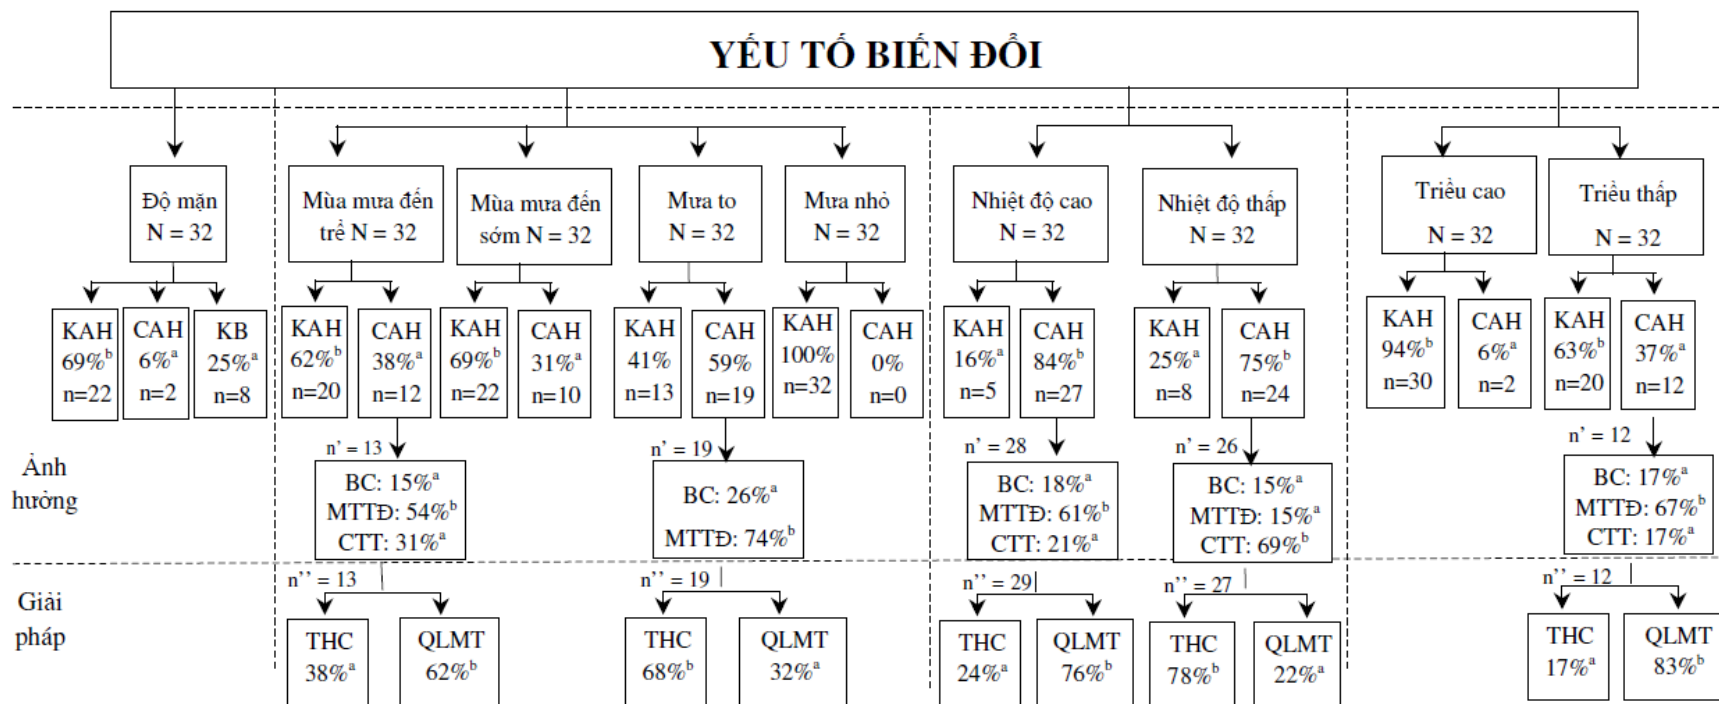 YẾU TỐ BIẾN ĐỔI
Độ mặn
N = 32
Mùa mưa đến
trể N = 32
Mùa mưa đến
sớm N = 32
Mưa to
N = 32
Mưa nhỏ
N = 32
Nhiệt độ cao
N = 32
Nhiệt độ thấp
N = 32
Triều cao
N = 32
Triều thấp
N = 32
KAH
69%ᵇ
n=22
CAH
6%ᵃ
n=2
KB
25%ᵃ
n=8
KAH
62%ᵇ
n=20
CAH
38%ᵃ
n=12
KAH
69%ᵇ
n=22
CAH
31%ᵃ
n=10
KAH
41%
n=13
CAH
59%
n=19
KAH
100%
n=32
CAH
0%
n=0
KAH
16%ᵃ
n=5
CAH
84%ᵇ
n=27
KAH
25%ᵃ
n=8
CAH
75%ᵇ
n=24
KAH
94%ᵇ
n=30
CAH
6%ᵃ
n=2
KAH
63%ᵇ
n=20
CAH
37%ᵃ
n=12
Ảnh
hưởng
n' = 13
BC: 15%ᵃ
MTTĐ: 54%ᵇ
CTT: 31%ᵃ
n' = 19
BC: 26%ᵃ
MTTĐ: 74%ᵇ
n' = 28
BC: 18%ᵃ
MTTĐ: 61%ᵇ
CTT: 21%ᵃ
n' = 26
BC: 15%ᵃ
MTTĐ: 15%ᵃ
CTT: 69%ᵇ
n' = 12
BC: 17%ᵃ
MTTĐ: 67%ᵇ
CTT: 17%ᵃ
Giải
pháp
n'' = 13
THC
38%ᵃ
QLMT
62%ᵇ
n'' = 19
THC
68%ᵇ
QLMT
32%ᵃ
n'' = 29
THC
24%ᵃ
QLMT
76%ᵇ
n'' = 27
THC
78%ᵇ
QLMT
22%ᵃ
n'' = 12
THC
17%ᵃ
QLMT
83%ᵇ